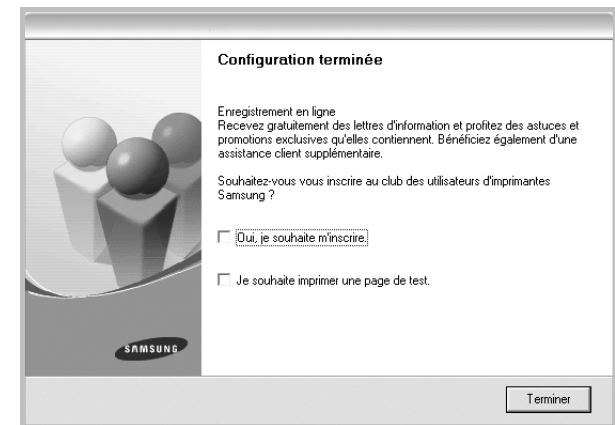 Configuration terminée
Enregistrement en ligne
Recevez gratuitement des lettres d'information et profitez des astuces et
promotions exclusives qu'elles contiennent. Bénéficiez également d'une
assistance client supplémentaire.
Souhaitez-vous vous inscrire au club des utilisateurs d'imprimantes
Samsung ?
Oui, je souhaite m'inscrire.
Je souhaite imprimer une page de test.
SAMSUNG
Terminer